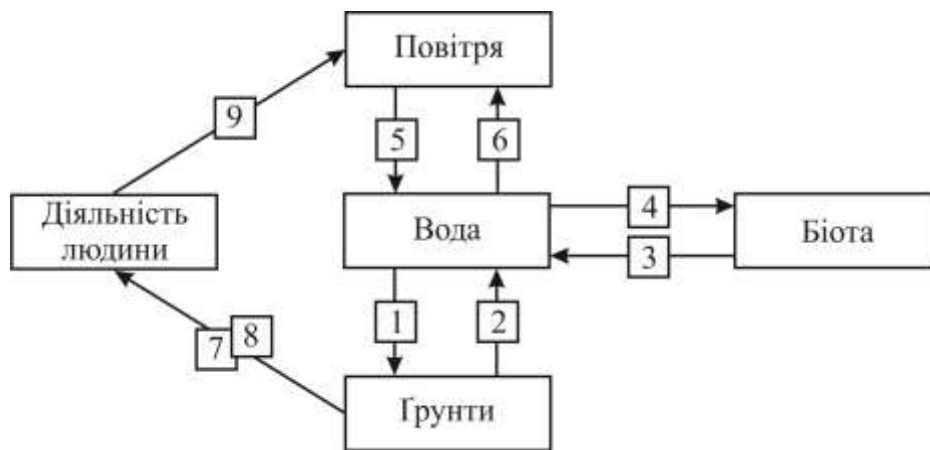 Повітря
9
5
6
Діяльність
людини
Вода
4
3
Біота
1
2
7
8
Ґрунти